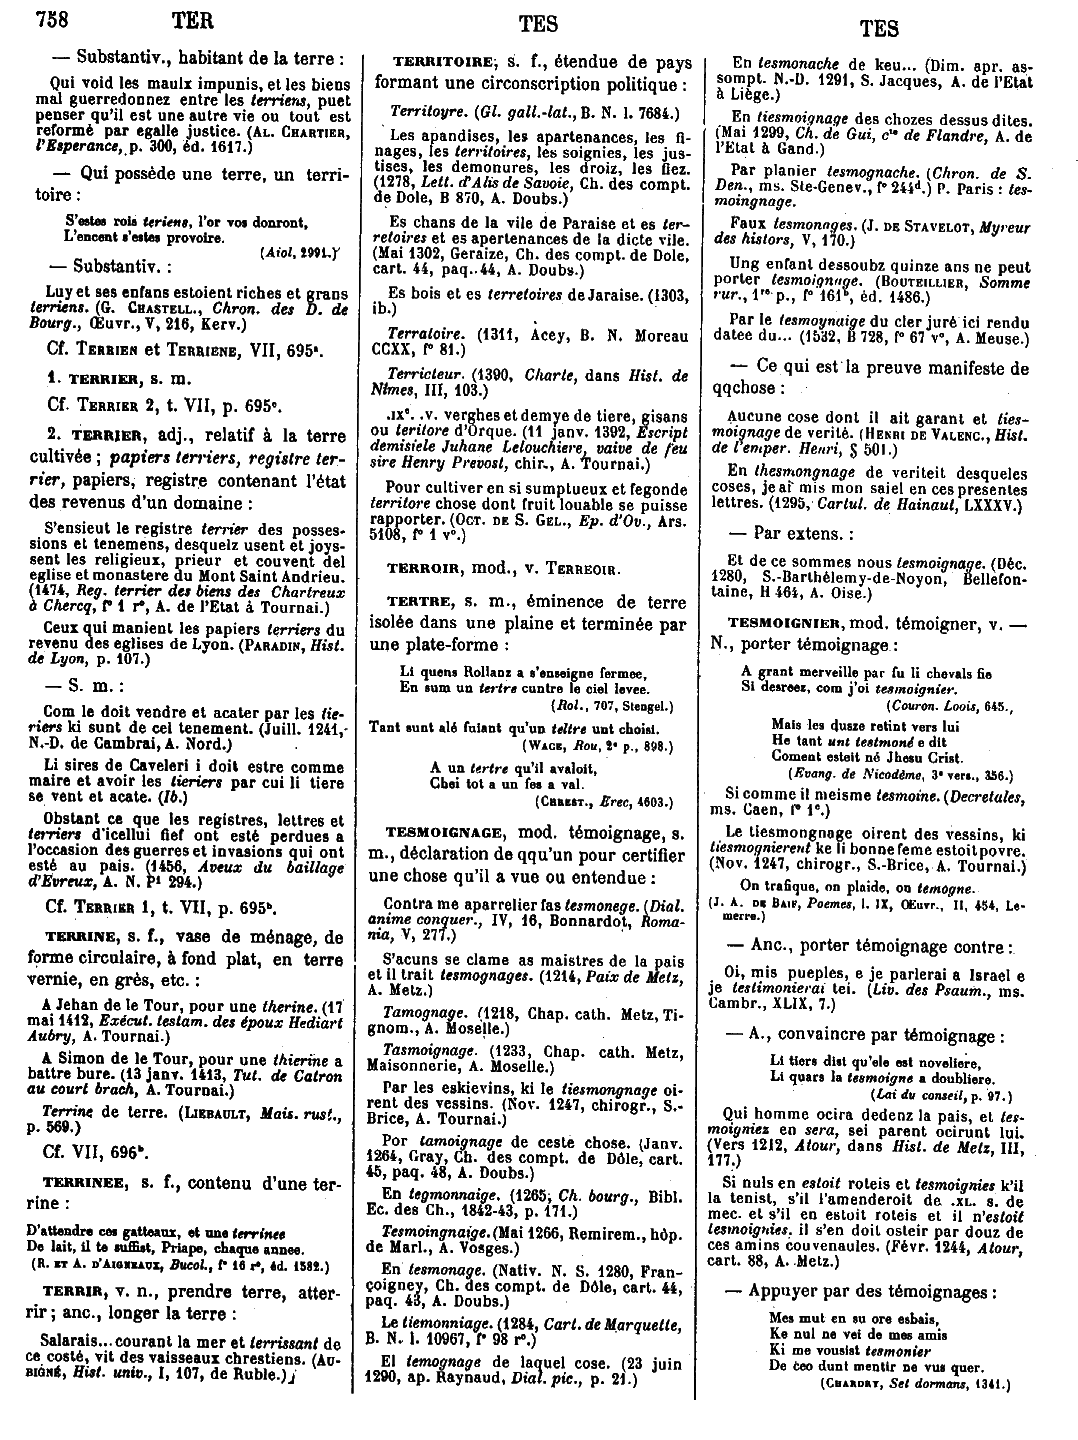 758 TER TES TES
— Substantiv., habitant de la terre :
Qui void les maulx impunis, et les biens
mal guerredonnez entre les terriens, puet
penser qu'il est une autre vie ou tout est
reformé par egalle justice. (AL. CHARTIER,
l'Esperance, p. 300, éd. 1617.)
— Qui possède une terre, un terri-
toire :
S'estes rois teriens, l'or vos donront,
L'encent s'estes provoire.
(Aiol, 2991.)
— Substantiv. :
Luy et ses enfans estoient riches et grans
terriens. (G. CHASTELL., Chron. des D. de
Bourg., Œuvr., V, 216, Kerv.)
Cf. TERRIEN et TERRIENE, VII, 695ª.
1. TERRIER, s. m.
Cf. TERRIER 2, t. VII, p. 695ᶜ.
2. TERRIER, adj., relatif à la terre
cultivée ; papiers terriers, registre ter-
rier, papiers, registre contenant l'état
des revenus d'un domaine :
S'ensieut le registre terrier des posses-
sions et tenemens, desquelz usent et joys-
sent les religieux, prieur et couvent del
eglise et monastere du Mont Saint Andrieu.
(1474, Reg. terrier des biens des Chartreux
à Chercq, f° 1 r°, A. de l'Etat à Tournai.)
Ceux qui manient les papiers terriers du
revenu des eglises de Lyon. (PARADIN, Hist.
de Lyon, p. 107.)
— S. m. :
Com le doit vendre et acater par les tie-
riers ki sunt de cel tenement. (Juill. 1241,
N.-D. de Cambrai, A. Nord.)
Li sires de Caveleri i doit estre comme
maire et avoir les tieriers par cui li tiere
se vent et acate. (Ib.)
Obstant ce que les registres, lettres et
terriers d'icellui fief ont esté perdues a
l'occasion des guerres et invasions qui ont
esté au pais. (1456, Aveux du baillage
d'Evreux, A. N. P¹ 294.)
Cf. TERRIER 1, t. VII, p. 695ᵇ.
TERRINE, s. f., vase de ménage, de
forme circulaire, à fond plat, en terre
vernie, en grès, etc. :
A Jehan de le Tour, pour une therine. (17
mai 1412, Exécut. testam. des époux Hediart
Aubry, A. Tournai.)
A Simon de le Tour, pour une thierine a
battre bure. (13 janv. 1413, Tut. de Catron
au court brach, A. Tournai.)
Terrine de terre. (LIEBAULT, Mais. rust.,
p. 569.)
Cf. VII, 696ᵇ.
TERRINEE, s. f., contenu d'une ter-
rine :
D'attendre ces gatteaux, et une terrinee
De lait, il te suffist, Priape, chaque annee.
(R. ET A. D'AIGNEAUX, Bucol., f° 16 r°, éd. 1582.)
TERRIR, v. n., prendre terre, atter-
rir ; anc., longer la terre :
Salarais... courant la mer et terrissant de
ce costé, vit des vaisseaux chrestiens. (AU-
BIGNÉ, Hist. univ., I, 107, de Ruble.)
TERRITOIRE, s. f., étendue de pays
formant une circonscription politique :
Territoyre. (Gl. gall.-lat., B. N. l. 7684.)
Les apandises, les apartenances, les fi-
nages, les territoires, les soignies, les jus-
tises, les demonures, les droiz, les fiez.
(1278, Lett. d'Alis de Savoie, Ch. des compt.
de Dole, B 870, A. Doubs.)
Es chans de la vile de Paraise et es ter-
retoires et es apertenances de la dicte vile.
(Mai 1302, Geraize, Ch. des compt. de Dole,
cart. 44, paq. 44, A. Doubs.)
Es bois et es terretoires de Jaraise. (1303,
ib.)
Terratoire. (1311, Acey, B. N. Moreau
CCXX, f° 81.)
Terricteur. (1390, Charte, dans Hist. de
Nîmes, III, 103.)
.IXᶜ. .V. verghes et demye de tiere, gisans
ou teritore d'Orque. (11 janv. 1392, Escript
demisiele Juhane Letouchiere, vaive de feu
sire Henry Prevost, chir., A. Tournai.)
Pour cultiver en si sumptueux et fegonde
territore chose dont fruit louable se puisse
rapporter. (OCT. DE S. GEL., Ep. d'Ov., Ars.
5108, f° 1 v°.)
TERROIR, mod., v. TERREOIR.
TERTRE, s. m., éminence de terre
isolée dans une plaine et terminée par
une plate-forme :
Li quens Rollanz a s'enseigne fermee,
En sum un tertre cuntre le ciel levee.
(Rol., 707, Stengel.)
Tant sunt alé fuiant qu'un teltre unt choisi.
(WACE, Rou, 2ᵉ p., 898.)
A un tertre qu'il avaloit,
Chei tot a un fes a val.
(CHREST., Erec, 4603.)
TESMOIGNAGE, mod. témoignage, s.
m., déclaration de qqu'un pour certifier
une chose qu'il a vue ou entendue :
Contra me aparrelier fas tesmonege. (Dial.
anime conquer., IV, 16, Bonnardot, Roma-
nia, V, 277.)
S'acuns se clame as maistres de la pais
et il trait tesmognages. (1214, Paix de Metz,
A. Metz.)
Tamognage. (1218, Chap. cath. Metz, Ti-
gnom., A. Moselle.)
Tasmoignage. (1233, Chap. cath. Metz,
Maisonnerie, A. Moselle.)
Par les eskievins, ki le tiesmongnage oi-
rent des vessins. (Nov. 1247, chirogr., S.-
Brice, A. Tournai.)
Por tamoignage de ceste chose. (Janv.
1264, Gray, Ch. des compt. de Dôle, cart.
45, paq. 48, A. Doubs.)
En tegmonnaige. (1265, Ch. bourg., Bibl.
Ec. des Ch., 1842-43, p. 171.)
Tesmoingnaige. (Mai 1266, Remirem., hôp.
de Marl., A. Vosges.)
En tesmonage. (Nativ. N. S. 1280, Fran-
çoigney, Ch. des compt. de Dôle, cart. 44,
paq. 43, A. Doubs.)
Le tiemonniage. (1284, Cart. de Marquette,
B. N. l. 10967, f° 98 r°.)
El temognage de laquel cose. (23 juin
1290, ap. Raynaud, Dial. pic., p. 21.)
En tesmonache de keu... (Dim. apr. as-
sompt. N.-D. 1291, S. Jacques, A. de l'Etat
à Liège.)
En tiesmoignage des chozes dessus dites.
(Mai 1299, Ch. de Gui, cᵗᵉ de Flandre, A. de
l'Etat à Gand.)
Par planier tesmognache. (Chron. de S.
Den., ms. Ste-Genev., f° 244ᵈ.) P. Paris : tes-
moingnage.
Faux tesmonages. (J. DE STAVELOT, Myreur
des histors, V, 170.)
Ung enfant dessoubz quinze ans ne peut
porter tesmoignage. (BOUTEILLIER, Somme
rur., 1ʳᵉ p., f° 161ᵇ, éd. 1486.)
Par le tesmoynaige du cler juré ici rendu
datee du... (1532, B 728, f° 67 v°, A. Meuse.)
— Ce qui est la preuve manifeste de
qqchose :
Aucune cose dont il ait garant et ties-
moignage de verité. (HENRI DE VALENC., Hist.
de l'emper. Henri, § 501.)
En thesmongnage de veriteit desqueles
coses, je ai mis mon saiel en ces presentes
lettres. (1295, Cartul. de Hainaut, LXXXV.)
— Par extens. :
Et de ce sommes nous tesmoignage. (Déc.
1280, S.-Barthélemy-de-Noyon, Bellefon-
taine, H 464, A. Oise.)
TESMOIGNIER, mod. témoigner, v. —
N., porter témoignage :
A grant merveille par fu li chevals fie
Si desreez, com j'oi tesmoignier.
(Couron. Loois, 645.,
Mais les dusze retint vers lui
He tant unt testmoné e dit
Coment esteit né Jhesu Crist.
(Evang. de Nicodème, 3ᵉ vers., 356.)
Si comme il meisme tesmoine. (Decretales,
ms. Caen, f° 1ᶜ.)
Le tiesmongnage oirent des vessins, ki
tiesmognierent ke li bonne feme estoit povre.
(Nov. 1247, chirogr., S.-Brice, A. Tournai.)
On trafique, on plaide, on temogne.
(J. A. DE BAIF, Poemes, l. IX, Œuvr., II, 454, Le-
merre.)
— Anc., porter témoignage contre :
Oi, mis pueples, e je parlerai a Israel e
je testimonierai tei. (Liv. des Psaum., ms.
Cambr., XLIX, 7.)
— A., convaincre par témoignage :
Li tiers dist qu'ele est noveliere,
Li quars la tesmoigne a doubliere.
(Lai du conseil, p. 97.)
Qui homme ocira dedenz la pais, et tes-
moigniez en sera, sei parent ocirunt lui.
(Vers 1212, Atour, dans Hist. de Metz, III,
177.)
Si nuls en estoit roteis et tesmoignies k'il
la tenist, s'il l'amenderoit de .XL. s. de
mec. et s'il en estoit roteis et il n'estoit
tesmoignies, il s'en doit osteir par douz de
ces amins couvenaules. (Févr. 1244, Atour,
cart. 88, A. Metz.)
— Appuyer par des témoignages :
Mes mut en su ore esbais,
Ke nul ne vei de mes amis
Ki me vousist tesmonier
De ceo dunt mentir ne vus quer.
(CHARDRY, Set dormans, 1341.)